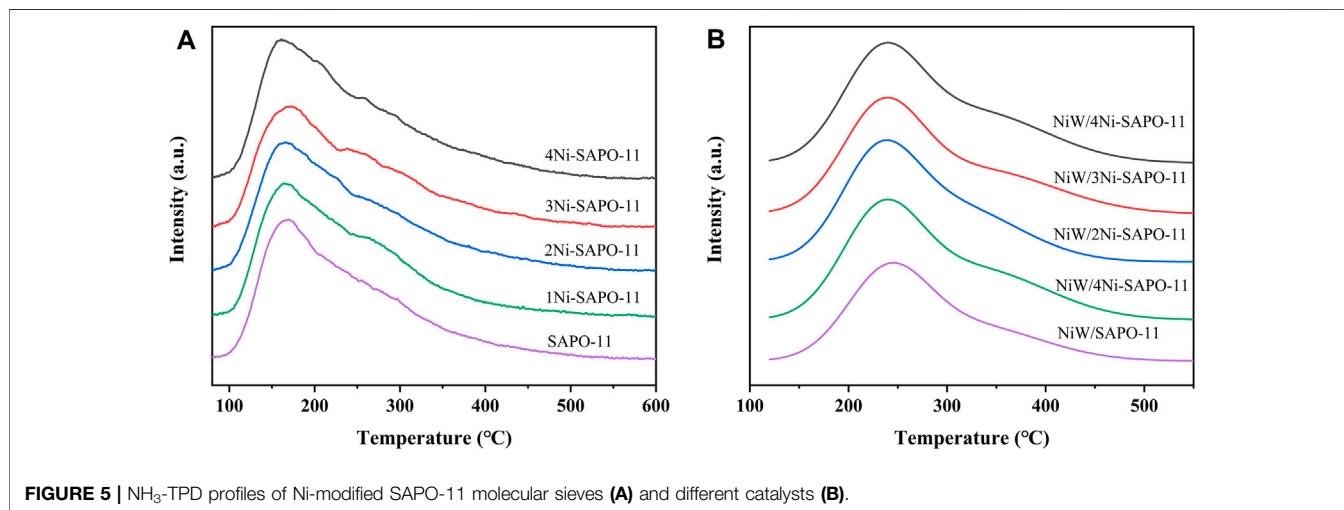 A
Intensity (a.u.)
4Ni-SAPO-11
3Ni-SAPO-11
2Ni-SAPO-11
1Ni-SAPO-11
SAPO-11
100 200 300 400 500 600
Temperature (℃)
B
Intensity (a.u.)
NiW/4Ni-SAPO-11
NiW/3Ni-SAPO-11
NiW/2Ni-SAPO-11
NiW/4Ni-SAPO-11
NiW/SAPO-11
100 200 300 400 500
Temperature (℃)
FIGURE 5 | NH₃-TPD profiles of Ni-modified SAPO-11 molecular sieves (A) and different catalysts (B).